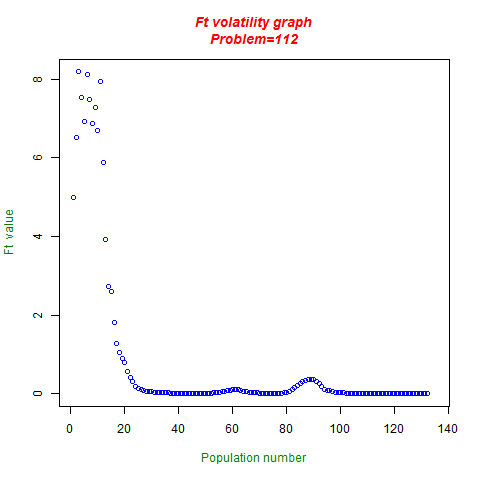 Ft volatility graph
Problem=112
8
6
4
2
0
Ft value
0 20 40 60 80 100 120 140
Population number